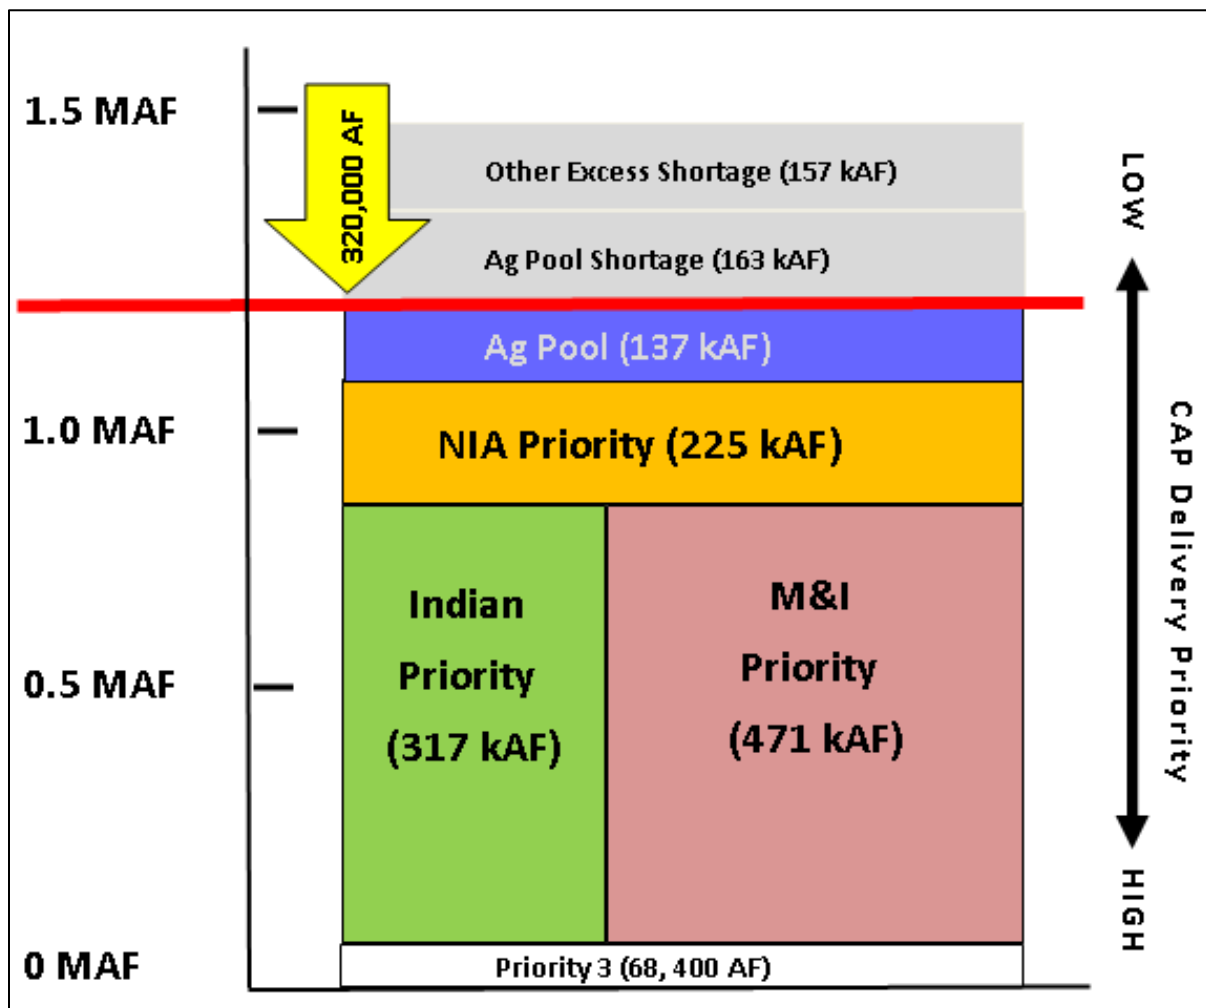 1.5 MAF
320,000 AF
Other Excess Shortage (157 kAF)
Ag Pool Shortage (163 kAF)
Ag Pool (137 kAF)
1.0 MAF
NIA Priority (225 kAF)
Indian
Priority
(317 kAF)
M&I
Priority
(471 kAF)
0.5 MAF
0 MAF
Priority 3 (68, 400 AF)
LOW
CAP Delivery Priority
HIGH